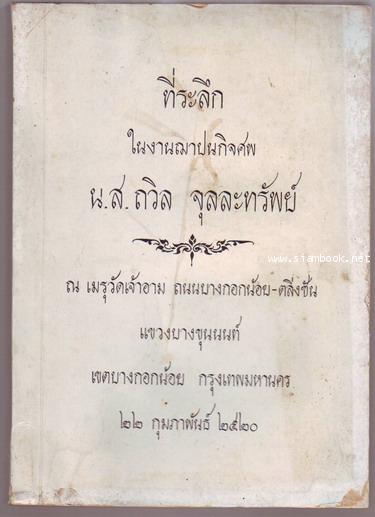 ที่ระลึก
ในงานฌาปนกิจศพ
น.ส. ถวิล จุลละทรัพย์
www.siambook.net
ณ เมรุวัดเจ้าอาม ถนนบางกอกน้อย-ตลิ่งชัน
แขวงบางขุนนนท์
เขตบางกอกน้อย กรุงเทพมหานคร
๒๒ กุมภาพันธ์ ๒๕๒๐